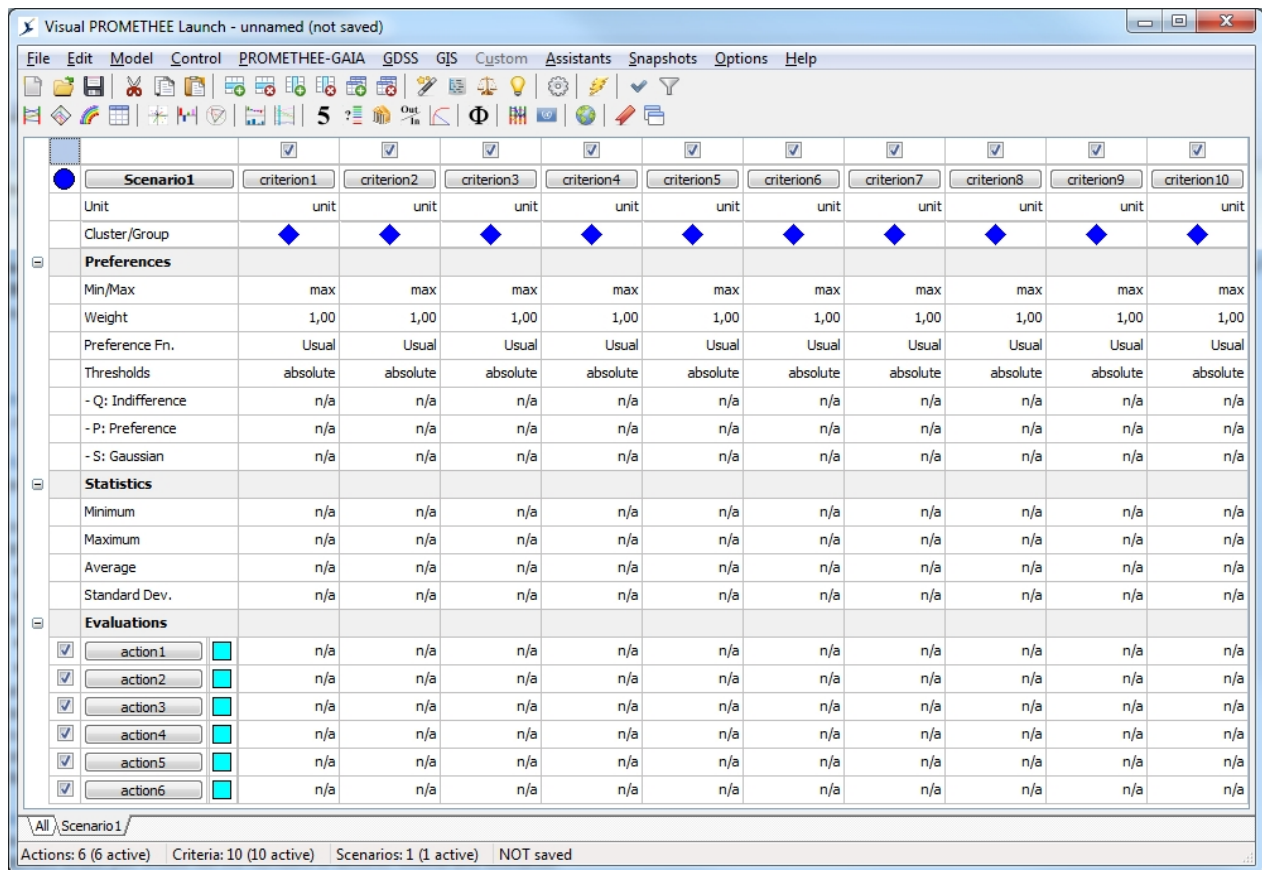 Visual PROMETHEE Launch - unnamed (not saved)
File Edit Model Control PROMETHEE-GAIA GDSS GIS Custom Assistants Snapshots Options Help
5 Out In Φ
Scenario1 criterion1 criterion2 criterion3 criterion4 criterion5 criterion6 criterion7 criterion8 criterion9 criterion10
Unit unit unit unit unit unit unit unit unit unit unit
Cluster/Group
Preferences
Min/Max max max max max max max max max max max
Weight 1,00 1,00 1,00 1,00 1,00 1,00 1,00 1,00 1,00 1,00
Preference Fn. Usual Usual Usual Usual Usual Usual Usual Usual Usual Usual
Thresholds absolute absolute absolute absolute absolute absolute absolute absolute absolute absolute
- Q: Indifference n/a n/a n/a n/a n/a n/a n/a n/a n/a n/a
- P: Preference n/a n/a n/a n/a n/a n/a n/a n/a n/a n/a
- S: Gaussian n/a n/a n/a n/a n/a n/a n/a n/a n/a n/a
Statistics
Minimum n/a n/a n/a n/a n/a n/a n/a n/a n/a n/a
Maximum n/a n/a n/a n/a n/a n/a n/a n/a n/a n/a
Average n/a n/a n/a n/a n/a n/a n/a n/a n/a n/a
Standard Dev. n/a n/a n/a n/a n/a n/a n/a n/a n/a n/a
Evaluations
action1 n/a n/a n/a n/a n/a n/a n/a n/a n/a n/a
action2 n/a n/a n/a n/a n/a n/a n/a n/a n/a n/a
action3 n/a n/a n/a n/a n/a n/a n/a n/a n/a n/a
action4 n/a n/a n/a n/a n/a n/a n/a n/a n/a n/a
action5 n/a n/a n/a n/a n/a n/a n/a n/a n/a n/a
action6 n/a n/a n/a n/a n/a n/a n/a n/a n/a n/a
All Scenario1
Actions: 6 (6 active) Criteria: 10 (10 active) Scenarios: 1 (1 active) NOT saved